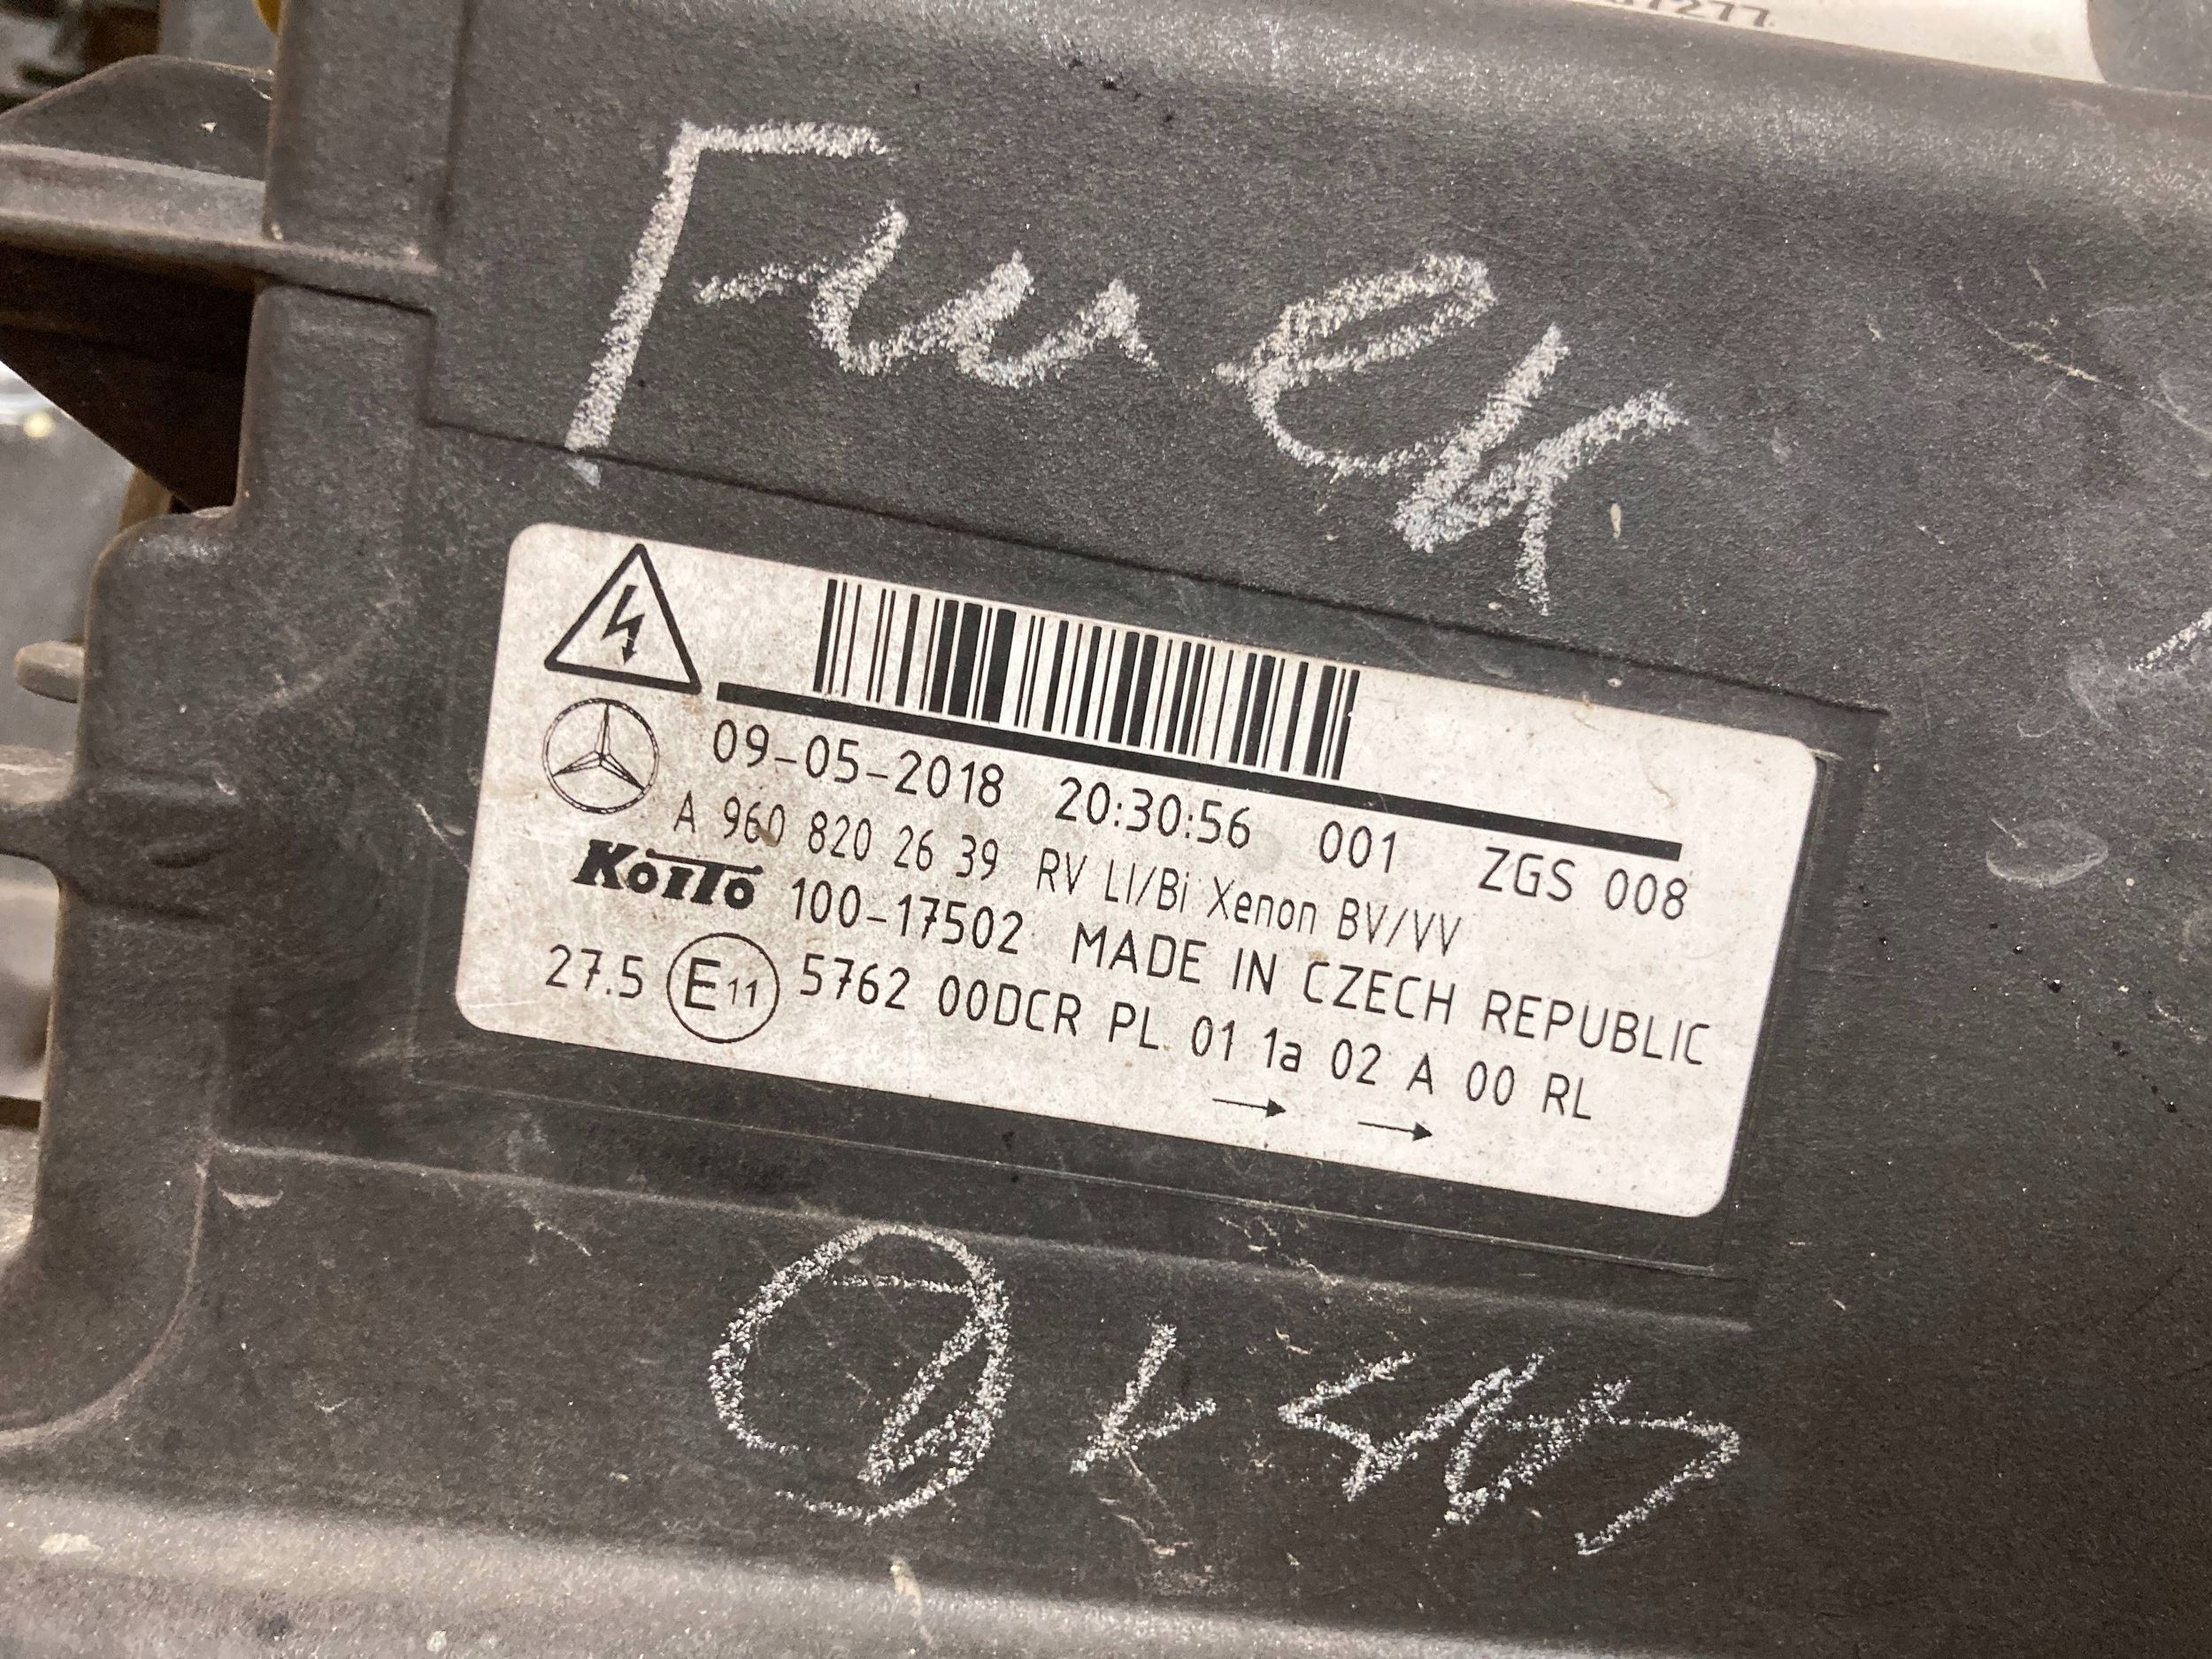 09-05-2018 20:30:56 001 ZGS 008
A 960 820 26 39 RV LI/Bi Xenon BV/VV
KoiTo 100-17502 MADE IN CZECH REPUBLIC
27.5 E11 5762 00DCR PL 01 1a 02 A 00 RL
→ →
7